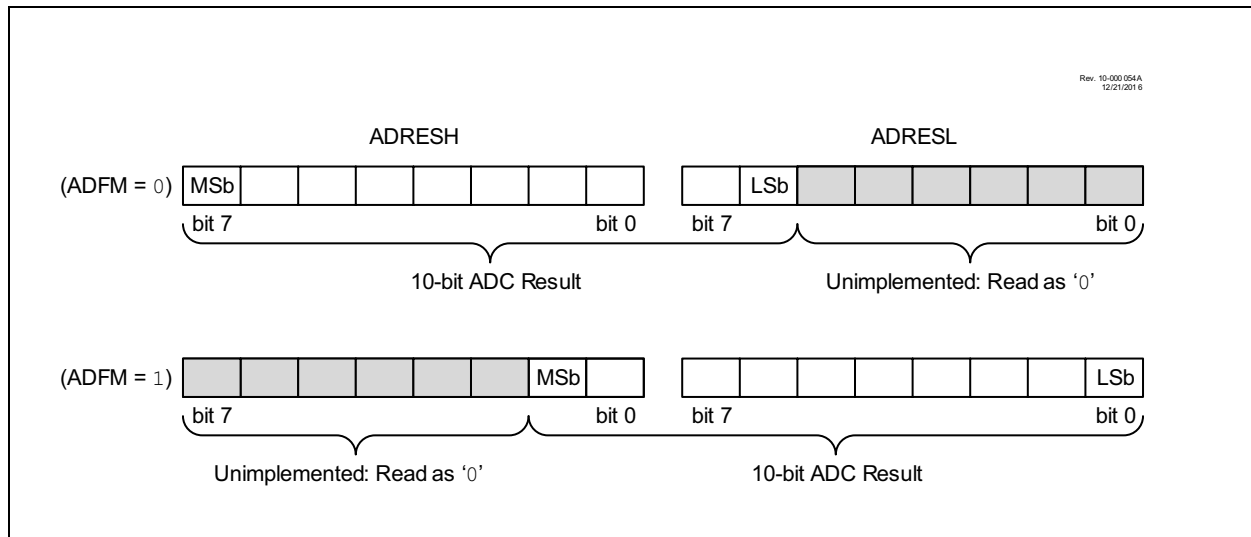 Rev. 10-000 054A
12/21/201 6
ADRESH ADRESL
(ADFM = 0) MSb LSb
bit 7 bit 0 bit 7 bit 0
10-bit ADC Result Unimplemented: Read as ‘0’
(ADFM = 1) MSb LSb
bit 7 bit 0 bit 7 bit 0
Unimplemented: Read as ‘0’ 10-bit ADC Result